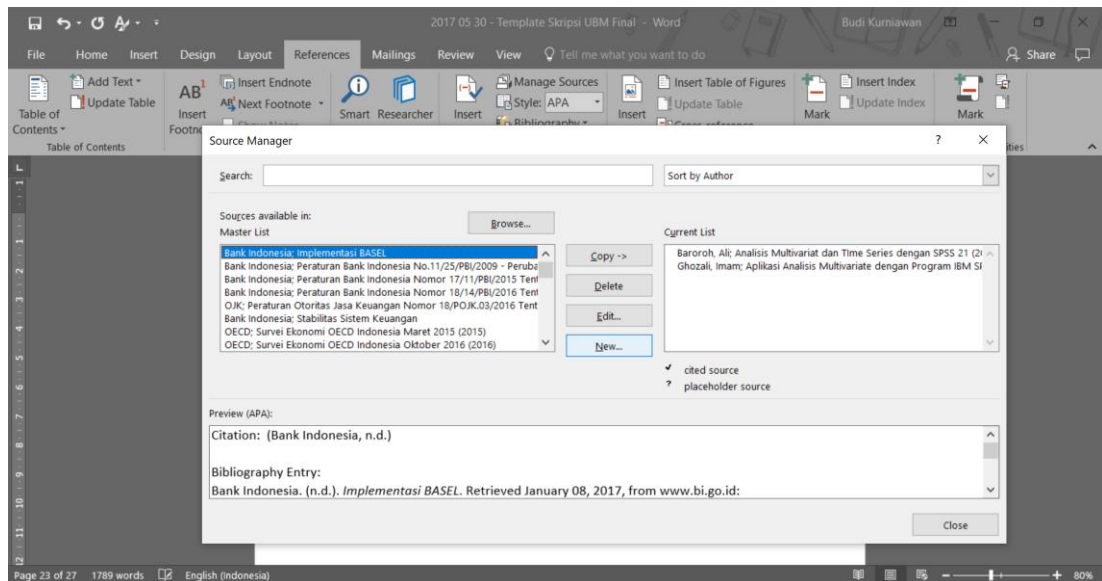 2017 05 30 - Template Skripsi UBM Final - Word
Budi Kurniawan
File Home Insert Design Layout References Mailings Review View Tell me what you want to do
Share
Add Text
Update Table
Table of Contents
AB1
Insert
Insert Endnote
Next Footnote
Smart
Researcher
Insert
Manage Sources
Style: APA
Bibliography
Insert
Insert Table of Figures
Update Table
Mark
Insert Index
Update Index
Mark
Table of Contents
Source Manager
Search:
Sort by Author
Sources available in:
Master List
Browse...
Current List
Bank Indonesia; Implementasi BASEL
Bank Indonesia; Peraturan Bank Indonesia No.11/25/PBI/2009 - Peruba
Bank Indonesia; Peraturan Bank Indonesia Nomor 17/11/PBI/2015 Tent
Bank Indonesia; Peraturan Bank Indonesia Nomor 18/14/PBI/2016 Tent
OJK; Peraturan Otoritas Jasa Keuangan Nomor 18/POJK.03/2016 Tent
Bank Indonesia; Stabilitas Sistem Keuangan
OECD; Survei Ekonomi OECD Indonesia Maret 2015 (2015)
OECD; Survei Ekonomi OECD Indonesia Oktober 2016 (2016)
Copy ->
Delete
Edit...
New...
Baroroh, Ali; Analisis Multivariat dan TIme Series dengan SPSS 21 (2
Ghozali, Imam; Aplikasi Analisis Multivariate dengan Program IBM
cited source
? placeholder source
Preview (APA):
Citation: (Bank Indonesia, n.d.)
Bibliography Entry:
Bank Indonesia. (n.d.). Implementasi BASEL. Retrieved January 08, 2017, from www.bi.go.id:
Close
Page 23 of 27 1789 words English (Indonesia)
80%